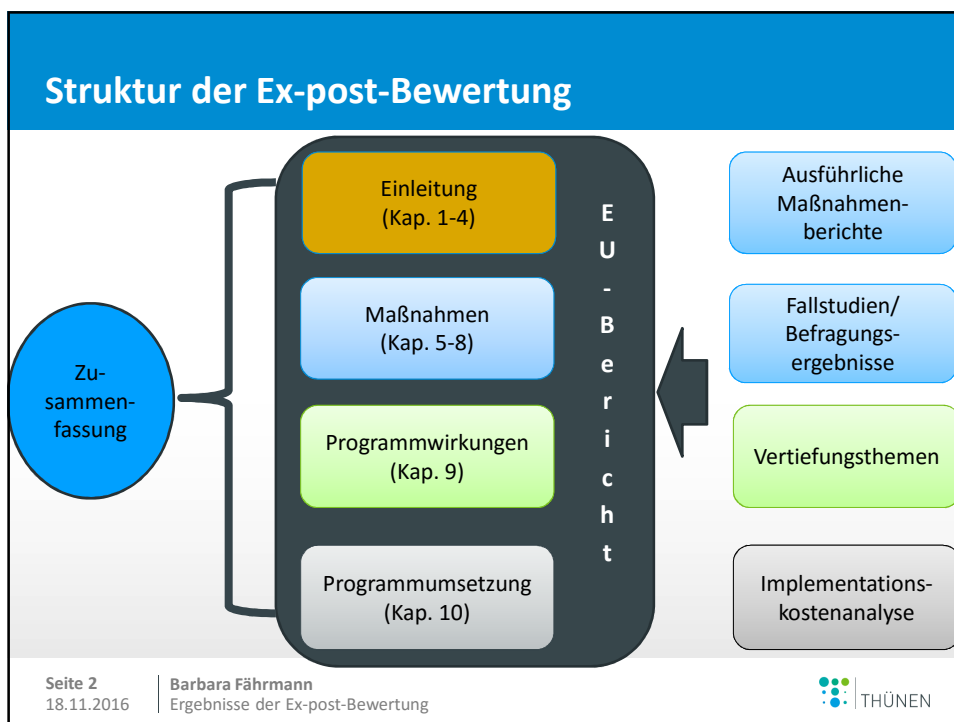 Struktur der Ex-post-Bewertung
Zu-
sammen-
fassung
Einleitung
(Kap. 1-4)
Maßnahmen
(Kap. 5-8)
Programmwirkungen
(Kap. 9)
Programmumsetzung
(Kap. 10)
EU-Bericht
Ausführliche
Maßnahmen-
berichte
Fallstudien/
Befragungs-
ergebnisse
Vertiefungsthemen
Implementations-
kostenanalyse
Seite 2
18.11.2016
Barbara Fährmann
Ergebnisse der Ex-post-Bewertung
THÜNEN